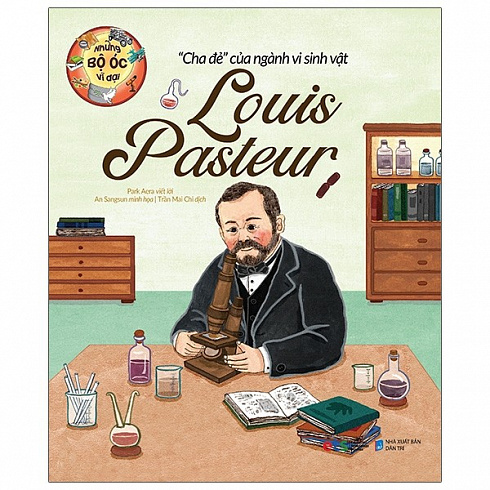 Những
BỘ ÓC
vĩ đại
“Cha đẻ” của ngành vi sinh vật
Louis
Pasteur
Park Aera viết lời
An Sangsun minh họa | Trần Mai Chi dịch
NHÀ XUẤT BẢN
DÂN TRÍ